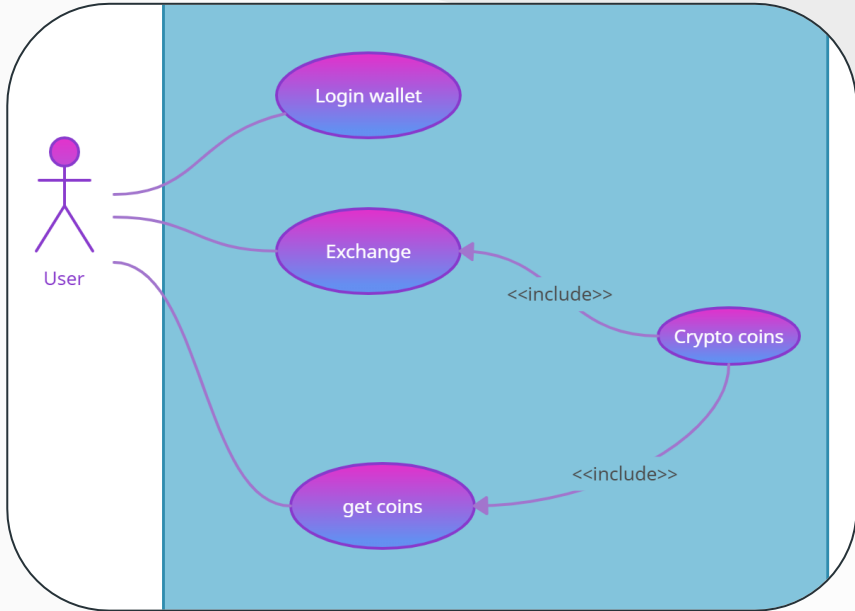 Login wallet
Exchange
User
<<include>>
Crypto coins
<<include>>
get coins